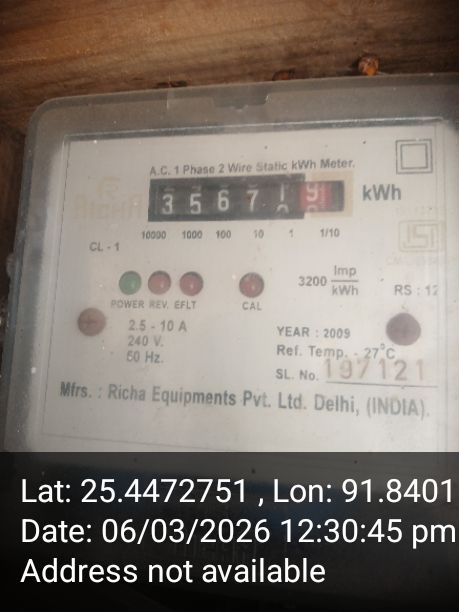 A.C. 1 Phase 2 Wire Static kWh Meter.
3 5 6 7 kWh
10000 1000 100 10 1 1/10
CL - 1
3200 Imp
kWh
RS : 12
POWER REV. EFLT CAL
2.5 - 10 A
240 V.
50 Hz.
YEAR : 2009
Ref. Temp. - 27°C
SL. No. 197121
Mfrs. : Richa Equipments Pvt. Ltd. Delhi, (INDIA).
Lat: 25.4472751 , Lon: 91.8401
Date: 06/03/2026 12:30:45 pm
Address not available